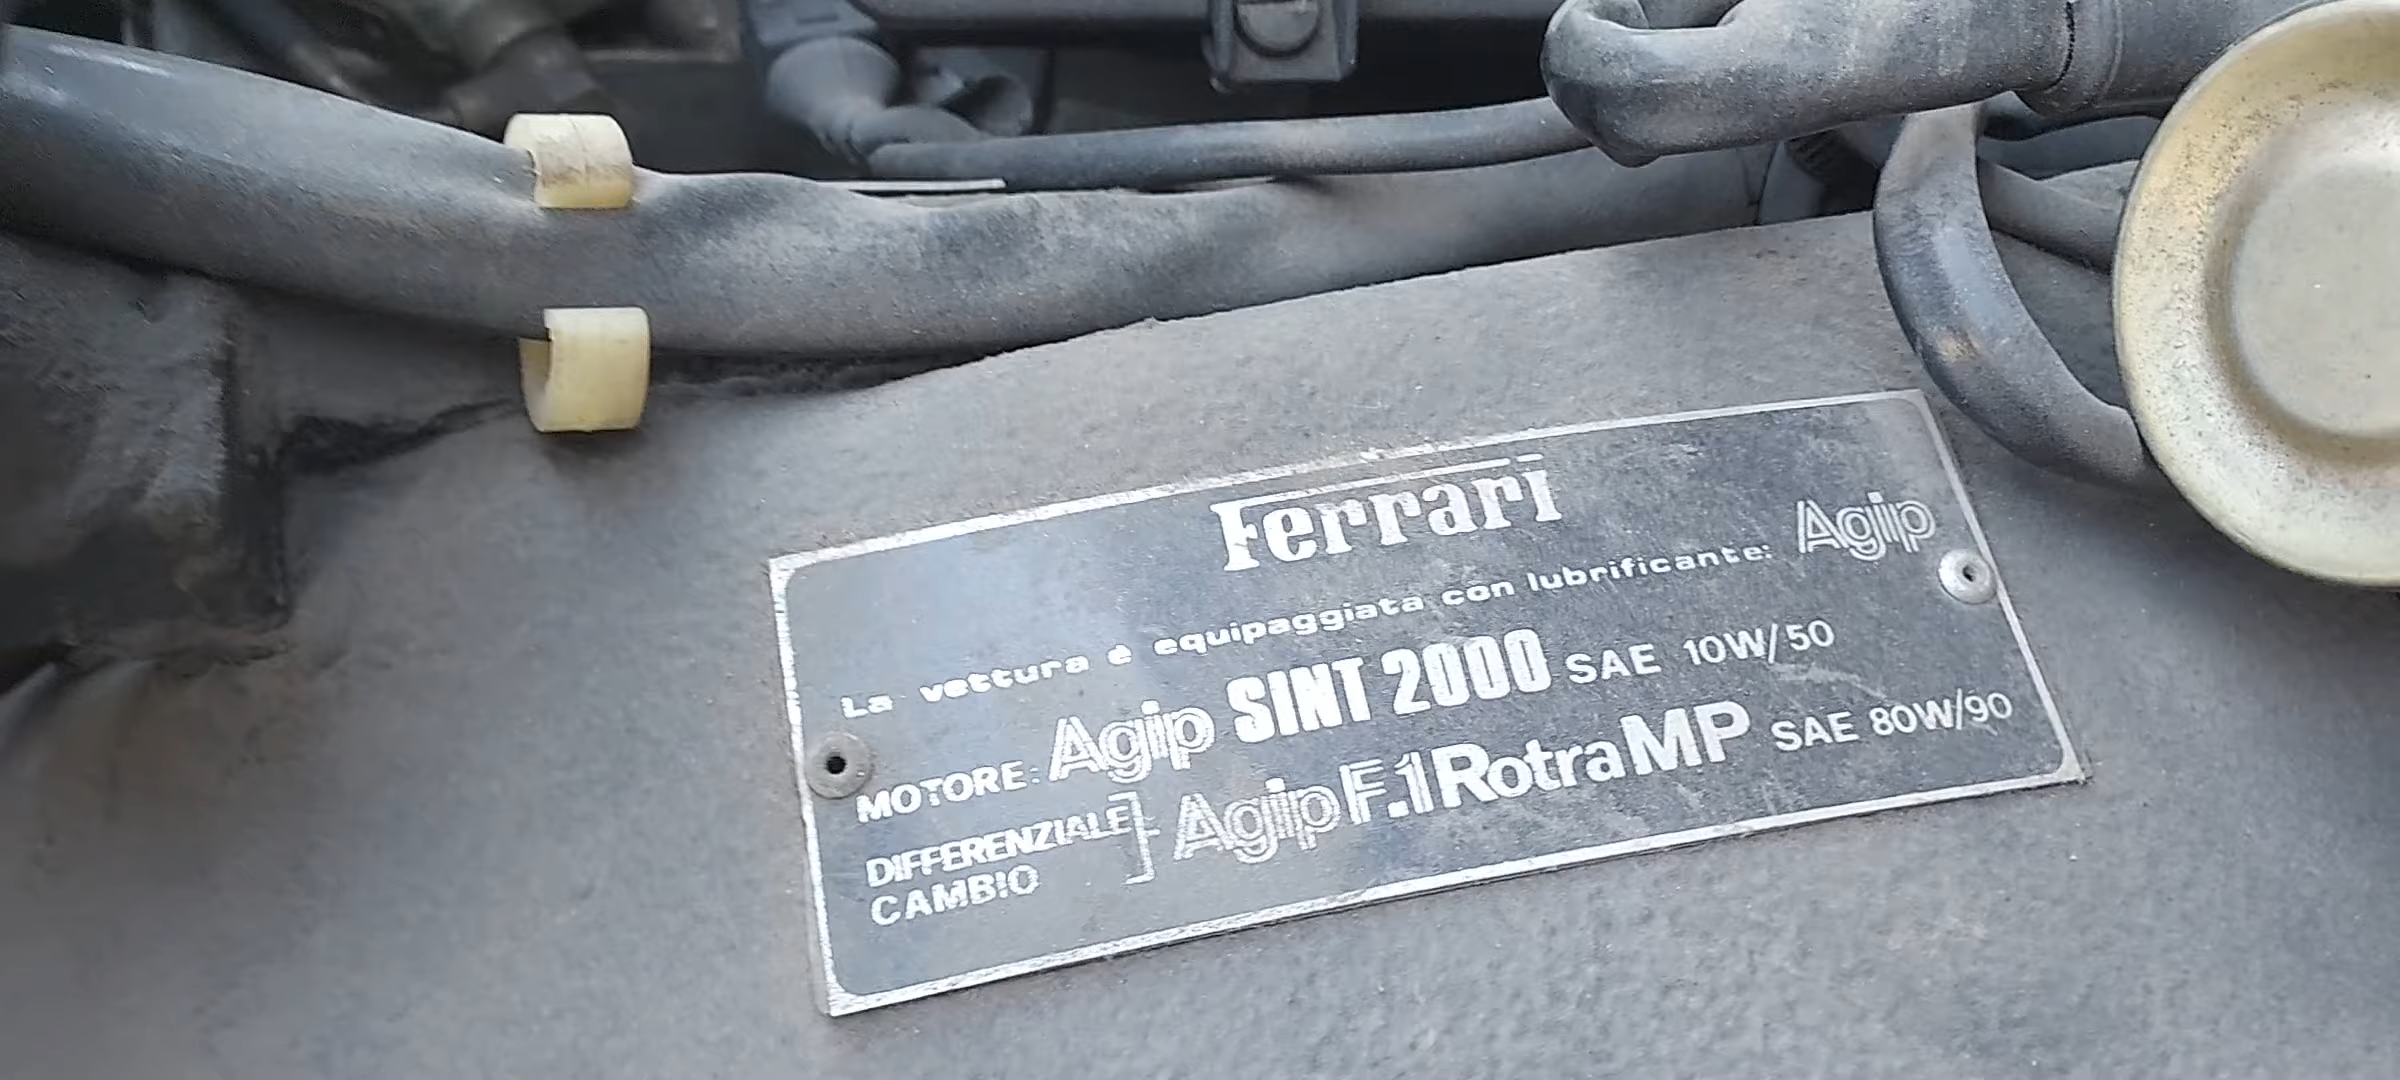 Ferrari
La vettura è equipaggiata con lubrificante: Agip
MOTORE: Agip SINT 2000 SAE 10W/50
DIFFERENZIALE
CAMBIO ] Agip F.1 Rotra MP SAE 80W/90